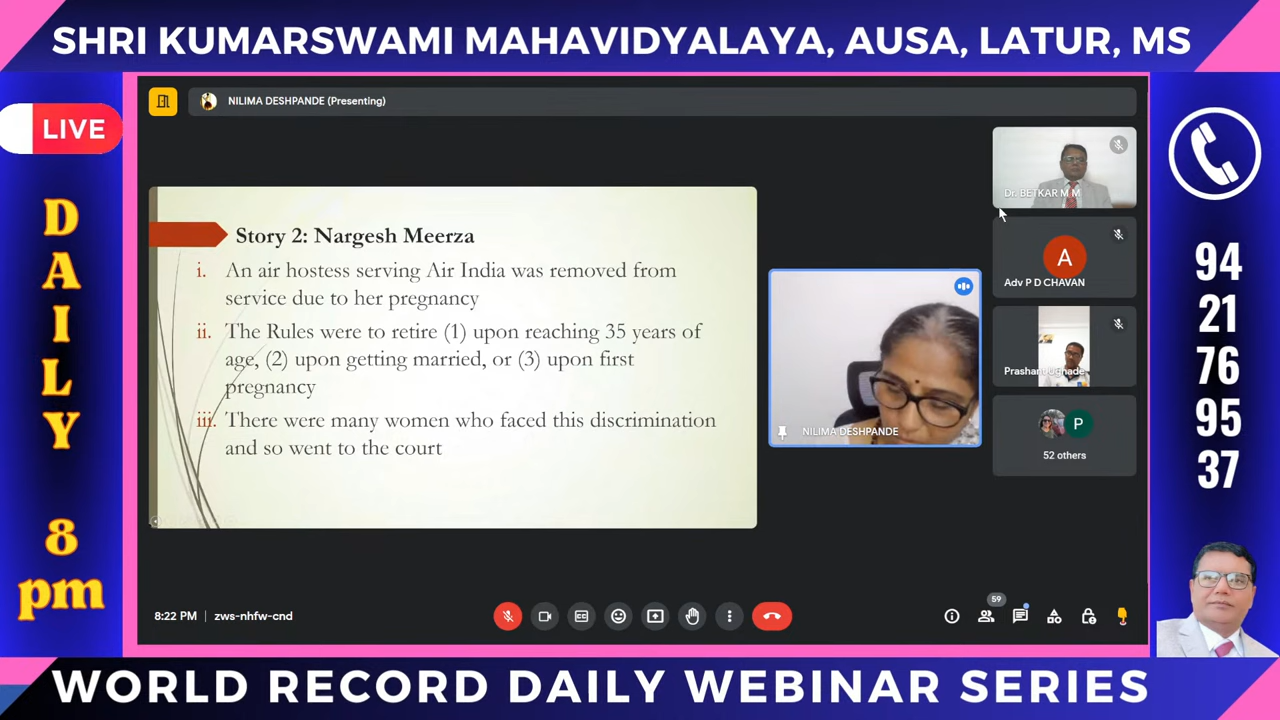 SHRI KUMARSWAMI MAHAVIDYALAYA, AUSA, LATUR, MS
LIVE
DAILY
8
pm
NILIMA DESHPANDE (Presenting)
Story 2: Nargesh Meerza
i. An air hostess serving Air India was removed from
service due to her pregnancy
ii. The Rules were to retire (1) upon reaching 35 years of
age, (2) upon getting married, or (3) upon first
pregnancy
iii. There were many women who faced this discrimination
and so went to the court
NILIMA DESHPANDE
Dr. BETKAR M M
A
Adv P D CHAVAN
P
52 others
8:22 PM | zws-nhfw-cnd
59
94
21
76
95
37
WORLD RECORD DAILY WEBINAR SERIES